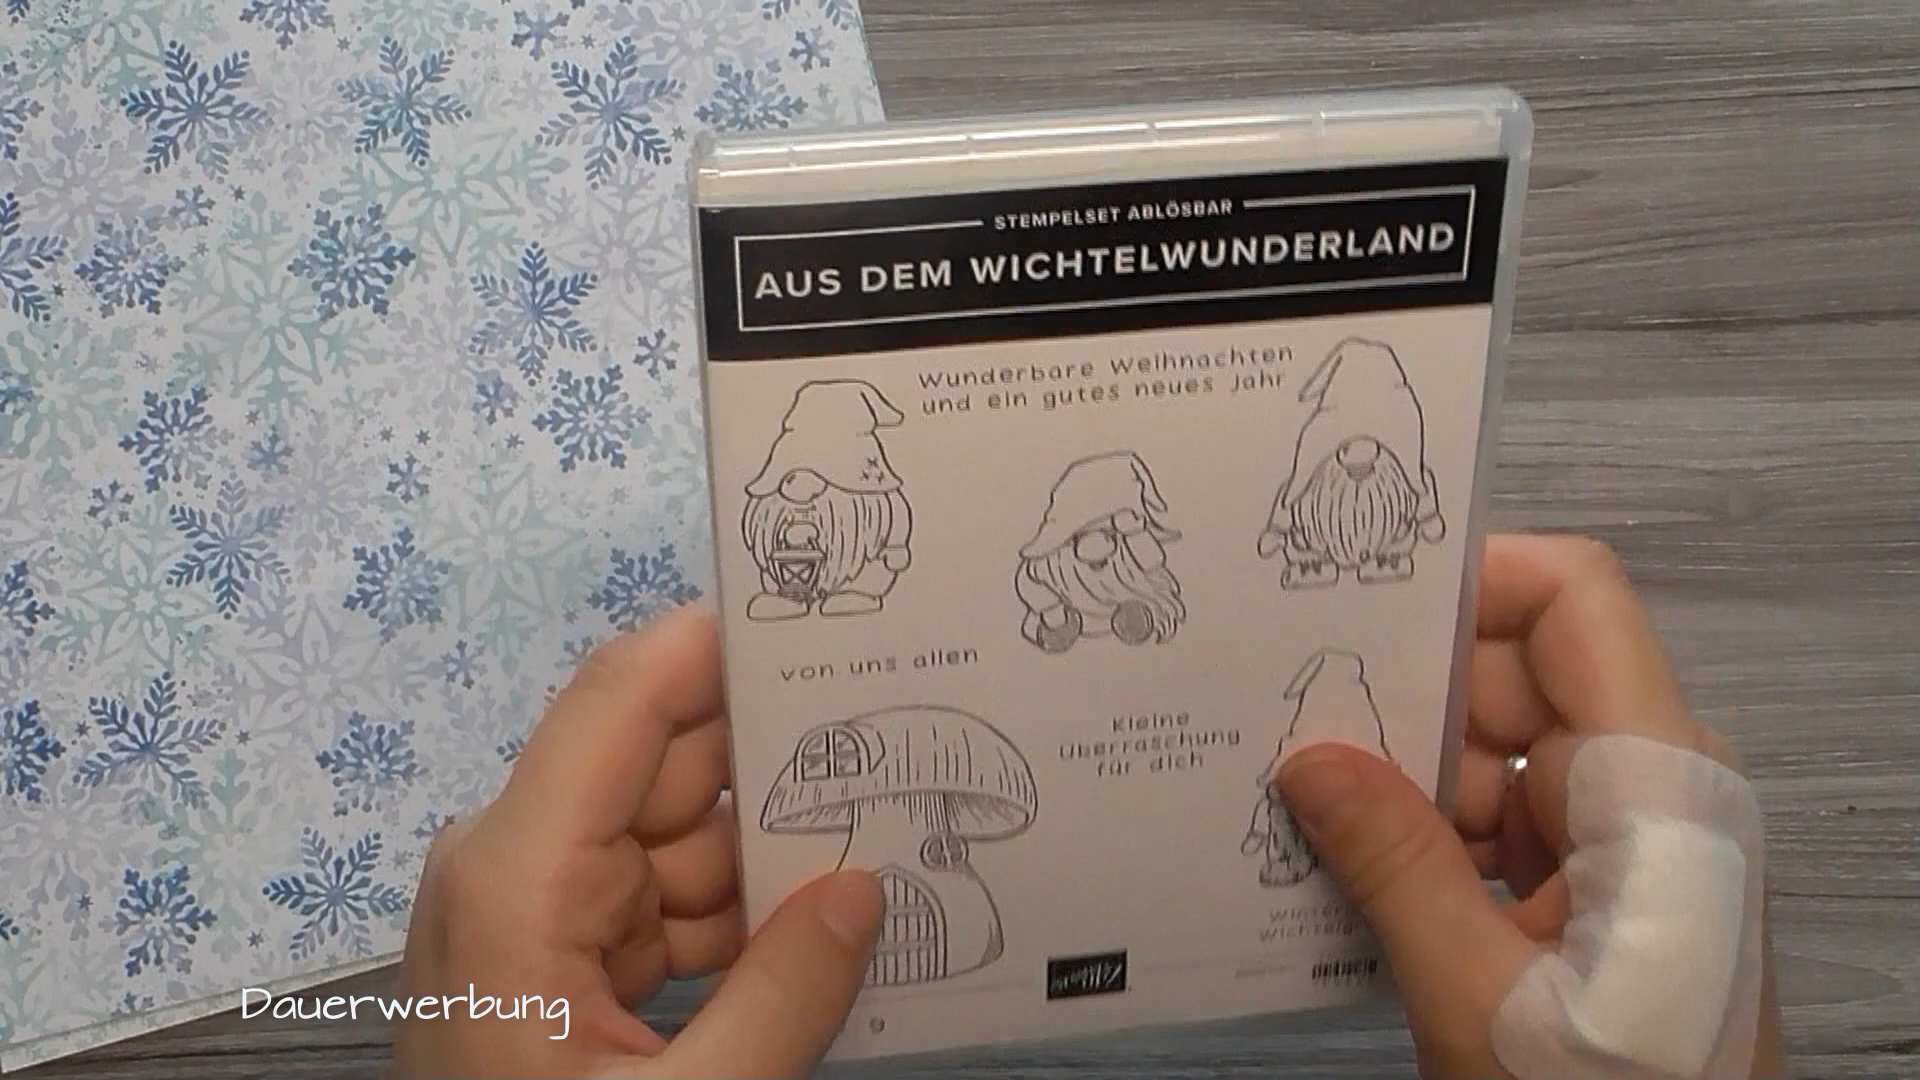 STEMPELSET ABLÖSBAR
AUS DEM WICHTELWUNDERLAND
Wunderbare Weihnachten
und ein gutes neues Jahr
von uns allen
Kleine
Überraschung
für dich
Dauerwerbung